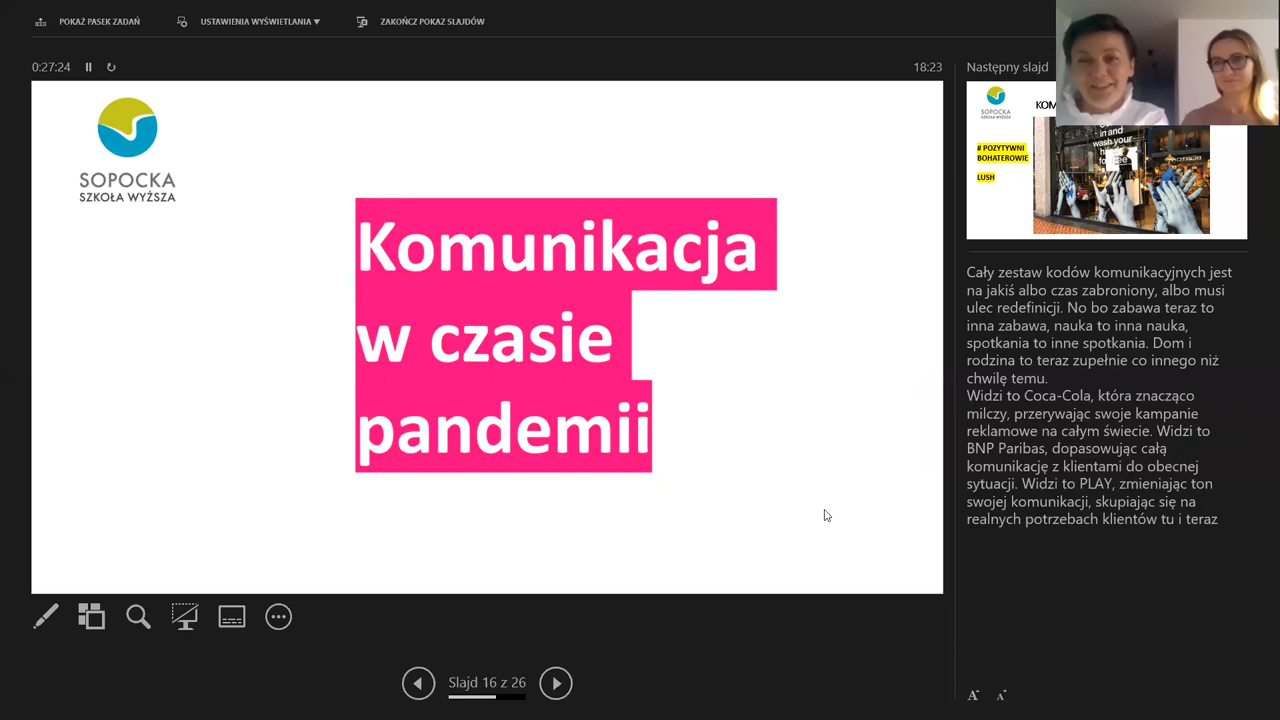 POKAŻ PASEK ZADAŃ
USTAWIENIA WYŚWIETLANIA ▼
ZAKOŃCZ POKAZ SLAJDÓW
0:27:24
18:23
SOPOCKA
SZKOŁA WYŻSZA
Komunikacja
w czasie
pandemii
Slajd 16 z 26
Następny slajd
SOPOCKA
SZKOŁA WYŻSZA
# POZYTYWNI
BOHATEROWIE
LUSH
in and
wash your
Cały zestaw kodów komunikacyjnych jest
na jakiś albo czas zabroniony, albo musi
ulec redefinicji. No bo zabawa teraz to
inna zabawa, nauka to inna nauka,
spotkania to inne spotkania. Dom i
rodzina to teraz zupełnie co innego niż
chwilę temu.
Widzi to Coca-Cola, która znacząco
milczy, przerywając swoje kampanie
reklamowe na całym świecie. Widzi to
BNP Paribas, dopasowując całą
komunikację z klientami do obecnej
sytuacji. Widzi to PLAY, zmieniając ton
swojej komunikacji, skupiając się na
realnych potrzebach klientów tu i teraz